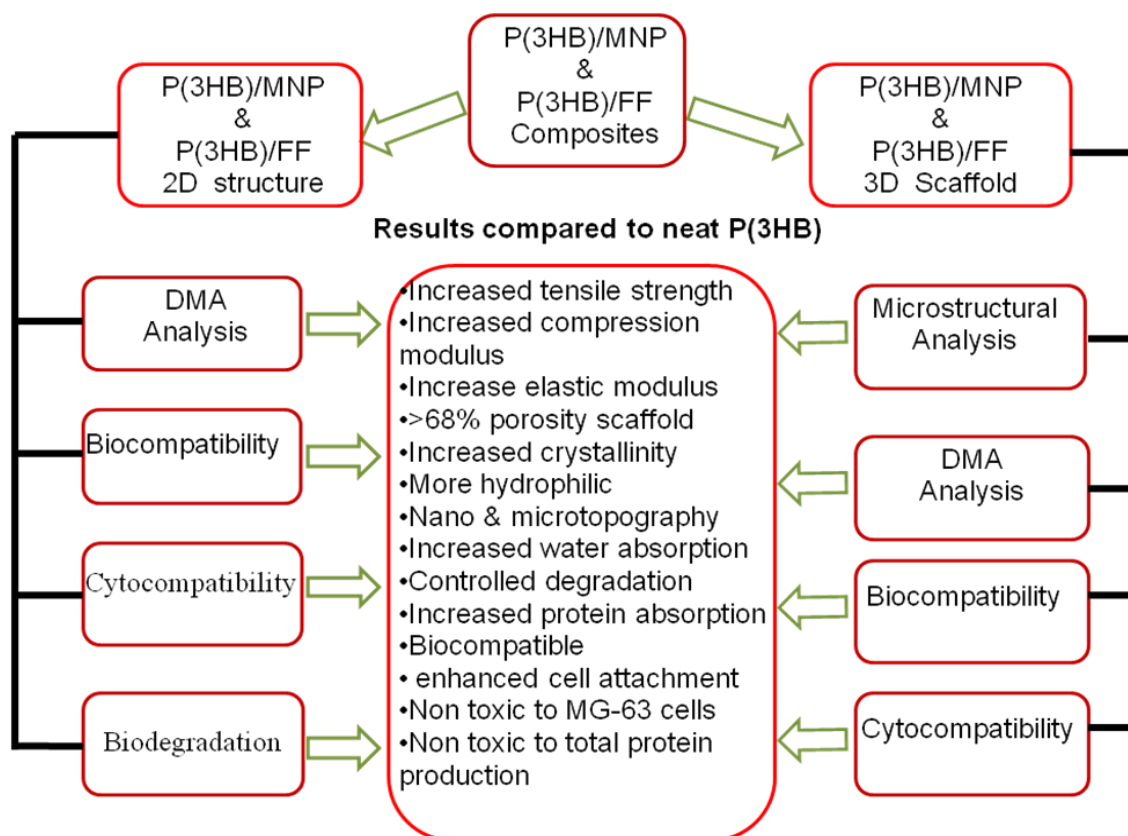 P(3HB)/MNP
&
P(3HB)/FF
Composites
P(3HB)/MNP
&
P(3HB)/FF
2D structure
P(3HB)/MNP
&
P(3HB)/FF
3D Scaffold
Results compared to neat P(3HB)
DMA
Analysis
Biocompatibility
Cytocompatibility
Biodegradation
•Increased tensile strength
•Increased compression
modulus
•Increase elastic modulus
•>68% porosity scaffold
•Increased crystallinity
•More hydrophilic
•Nano & microtopography
•Increased water absorption
•Controlled degradation
•Increased protein absorption
•Biocompatible
• enhanced cell attachment
•Non toxic to MG-63 cells
•Non toxic to total protein
production
Microstructural
Analysis
DMA
Analysis
Biocompatibility
Cytocompatibility